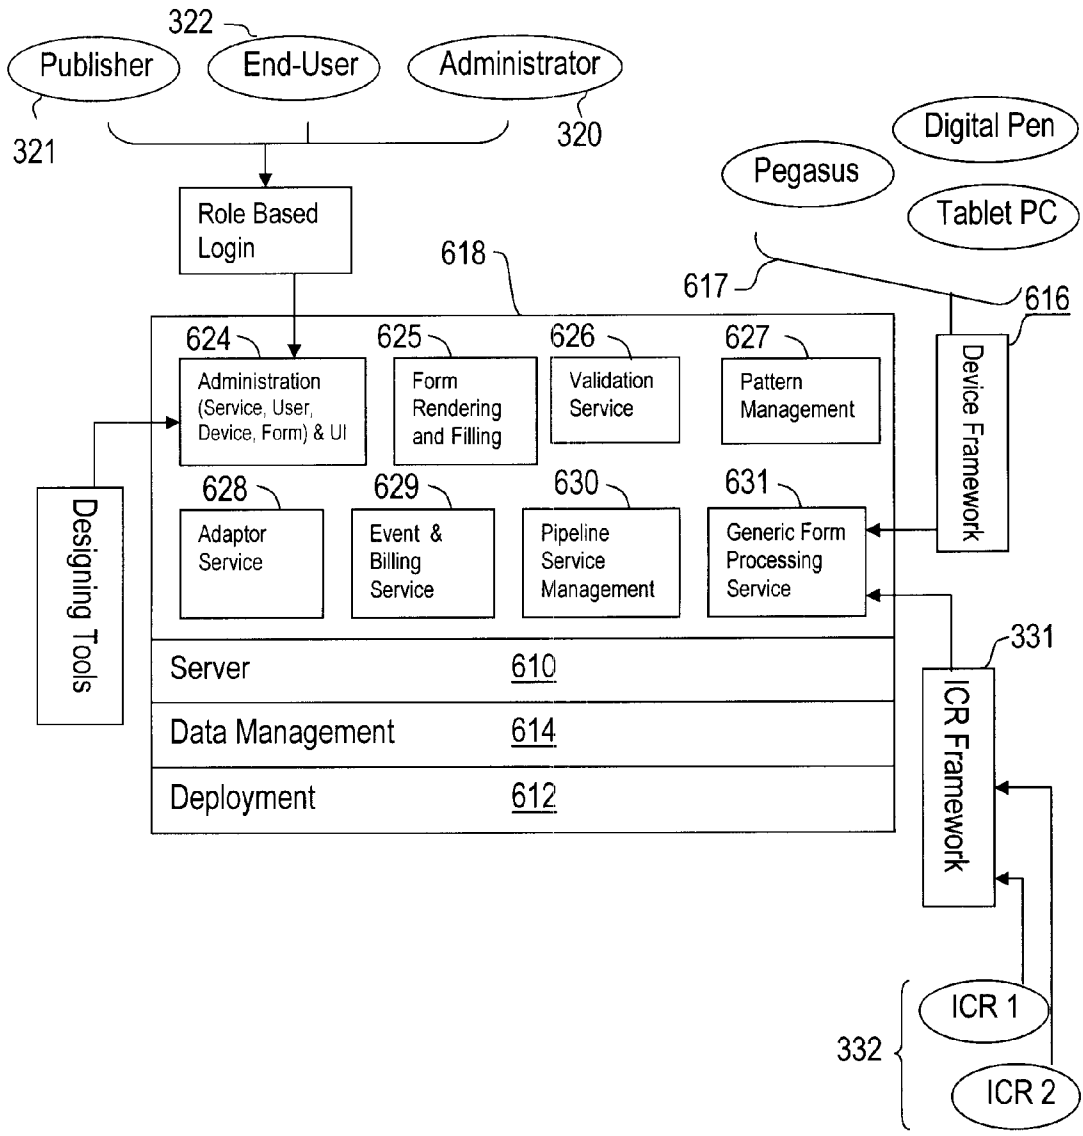 322
Publisher
End-User
Administrator
321
320
Digital Pen
Pegasus
Tablet PC
Role Based
Login
618
617
616
624
625
626
627
Administration
(Service, User,
Device, Form) & UI
Form
Rendering
and Filling
Validation
Service
Pattern
Management
Device Framework
628
629
630
631
Adaptor
Service
Event &
Billing
Service
Pipeline
Service
Management
Generic Form
Processing
Service
Designing Tools
331
Server 610
Data Management 614
Deployment 612
ICR Framework
332
ICR 1
ICR 2